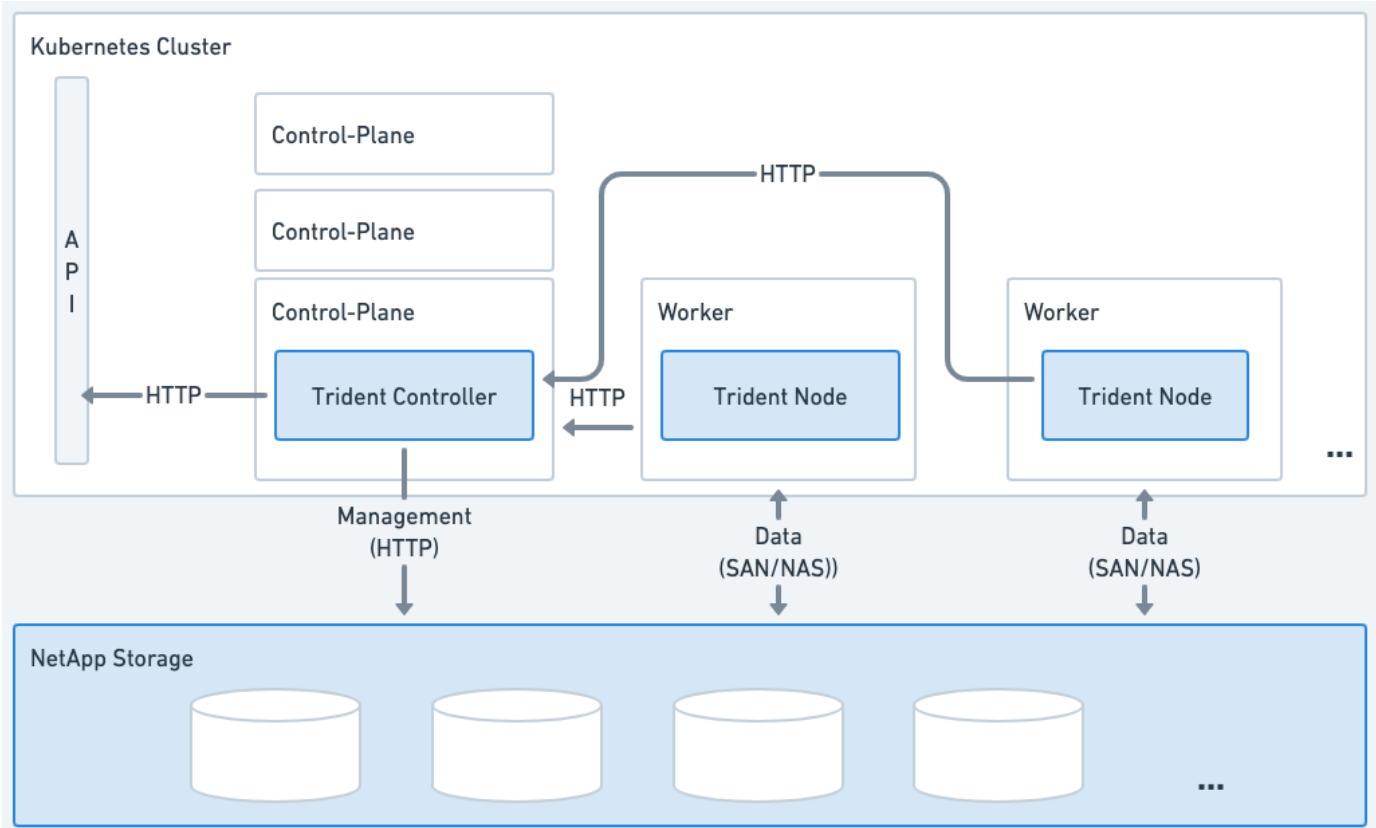 Kubernetes Cluster
Control-Plane
HTTP
Control-Plane
A
P
I
Control-Plane
Worker
Worker
HTTP
Trident Controller
HTTP
Trident Node
Trident Node
...
Management
(HTTP)
Data
(SAN/NAS))
Data
(SAN/NAS)
NetApp Storage
...